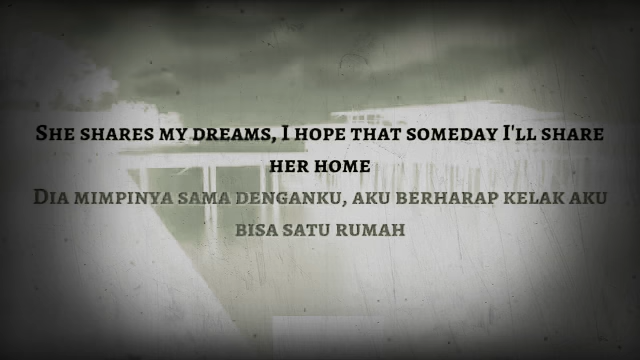 She shares my dreams, I hope that someday I'll share
her home
Dia mimpinya sama denganku, aku berharap kelak aku
bisa satu rumah